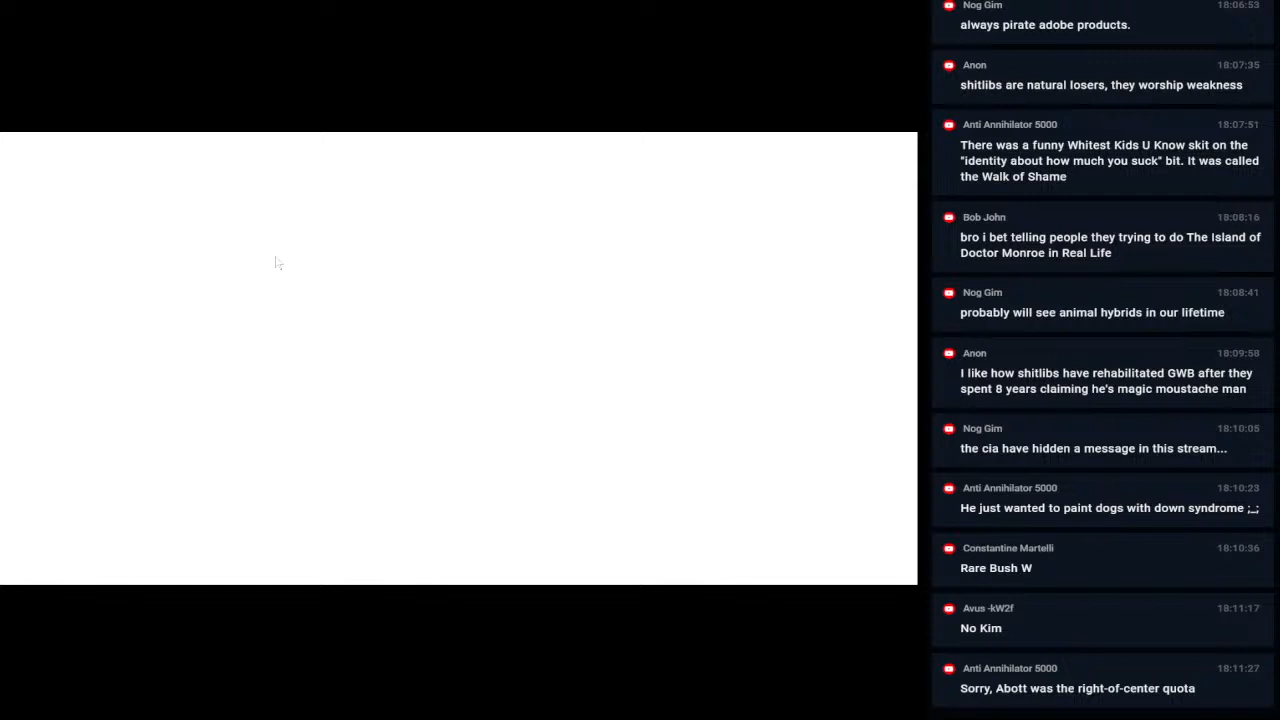 Nog Gim 18:06:53
always pirate adobe products.
Anon 18:07:35
shitlibs are natural losers, they worship weakness
Anti Annihilator 5000 18:07:51
There was a funny Whitest Kids U Know skit on the
"identity about how much you suck" bit. It was called
the Walk of Shame
Bob John 18:08:16
bro i bet telling people they trying to do The Island of
Doctor Monroe in Real Life
Nog Gim 18:08:41
probably will see animal hybrids in our lifetime
Anon 18:09:58
I like how shitlibs have rehabilitated GWB after they
spent 8 years claiming he's magic moustache man
Nog Gim 18:10:05
the cia have hidden a message in this stream...
Anti Annihilator 5000 18:10:23
He just wanted to paint dogs with down syndrome ;_;
Constantine Martelli 18:10:36
Rare Bush W
Avus -kW2f 18:11:17
No Kim
Anti Annihilator 5000 18:11:27
Sorry, Abott was the right-of-center quota